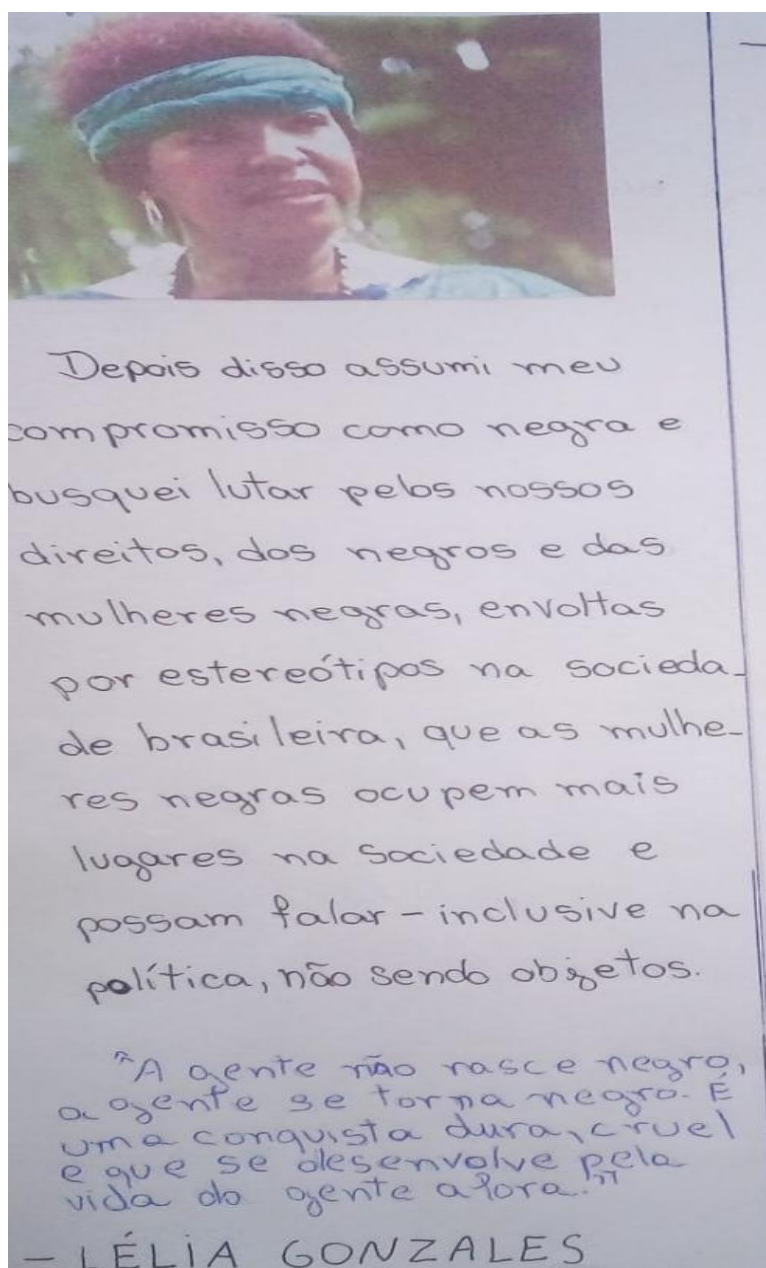 Depois disso assumi meu
compromisso como negra e
busquei lutar pelos nossos
direitos, dos negros e das
mulheres negras, envoltas
por estereótipos na socieda-
de brasileira, que as mulhe-
res negras ocupem mais
lugares na sociedade e
possam falar - inclusive na
política, não sendo objetos.
"A gente não nasce negro,
a gente se torna negro. É
uma conquista dura, cruel
e que se desenvolve pela
vida da gente afora."
- LÉLIA GONZALES